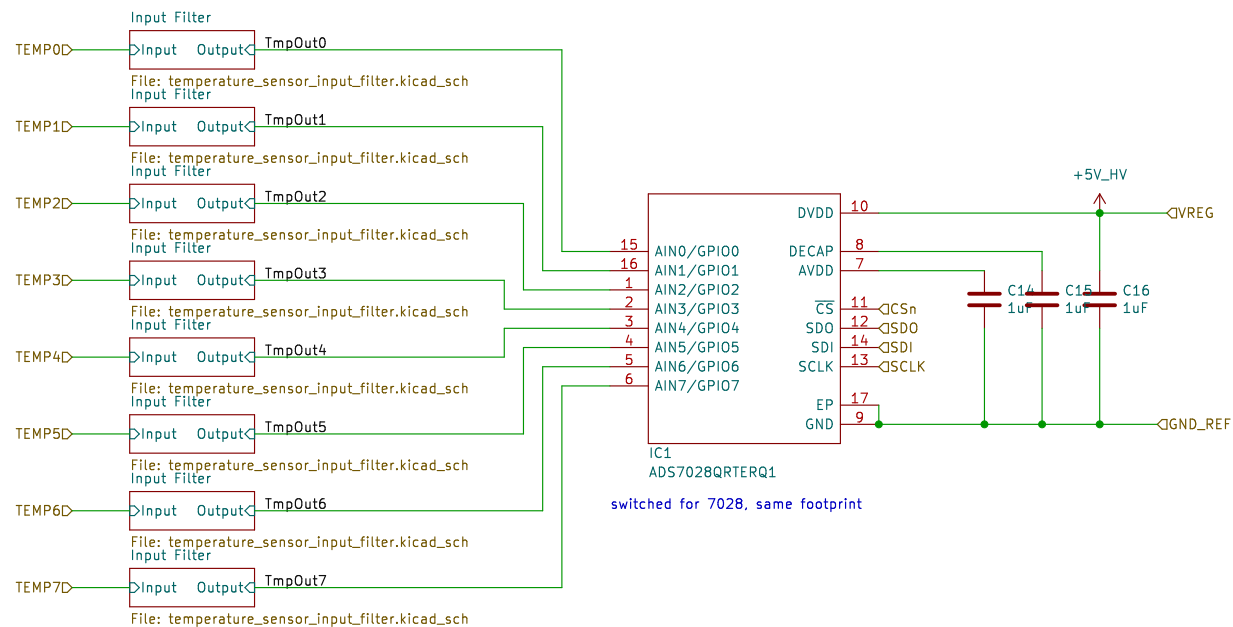 Input Filter
TEMP0 Input Output TmpOut0
File: temperature_sensor_input_filter.kicad_sch
Input Filter
TEMP1 Input Output TmpOut1
File: temperature_sensor_input_filter.kicad_sch
Input Filter
TEMP2 Input Output TmpOut2
File: temperature_sensor_input_filter.kicad_sch
Input Filter
TEMP3 Input Output TmpOut3
File: temperature_sensor_input_filter.kicad_sch
Input Filter
TEMP4 Input Output TmpOut4
File: temperature_sensor_input_filter.kicad_sch
Input Filter
TEMP5 Input Output TmpOut5
File: temperature_sensor_input_filter.kicad_sch
Input Filter
TEMP6 Input Output TmpOut6
File: temperature_sensor_input_filter.kicad_sch
Input Filter
TEMP7 Input Output TmpOut7
File: temperature_sensor_input_filter.kicad_sch
15 AIN0/GPIO0
16 AIN1/GPIO1
1 AIN2/GPIO2
2 AIN3/GPIO3
3 AIN4/GPIO4
4 AIN5/GPIO5
5 AIN6/GPIO6
6 AIN7/GPIO7
DVDD 10
DECAP 8
AVDD 7
CS 11 CSn
SDO 12 SDO
SDI 14 SDI
SCLK 13 SCLK
EP 17
GND 9
IC1
ADS7028QRTERQ1
switched for 7028, same footprint
+5V_HV
VREG
C14
1uF
C15
1uF
C16
1uF
GND_REF